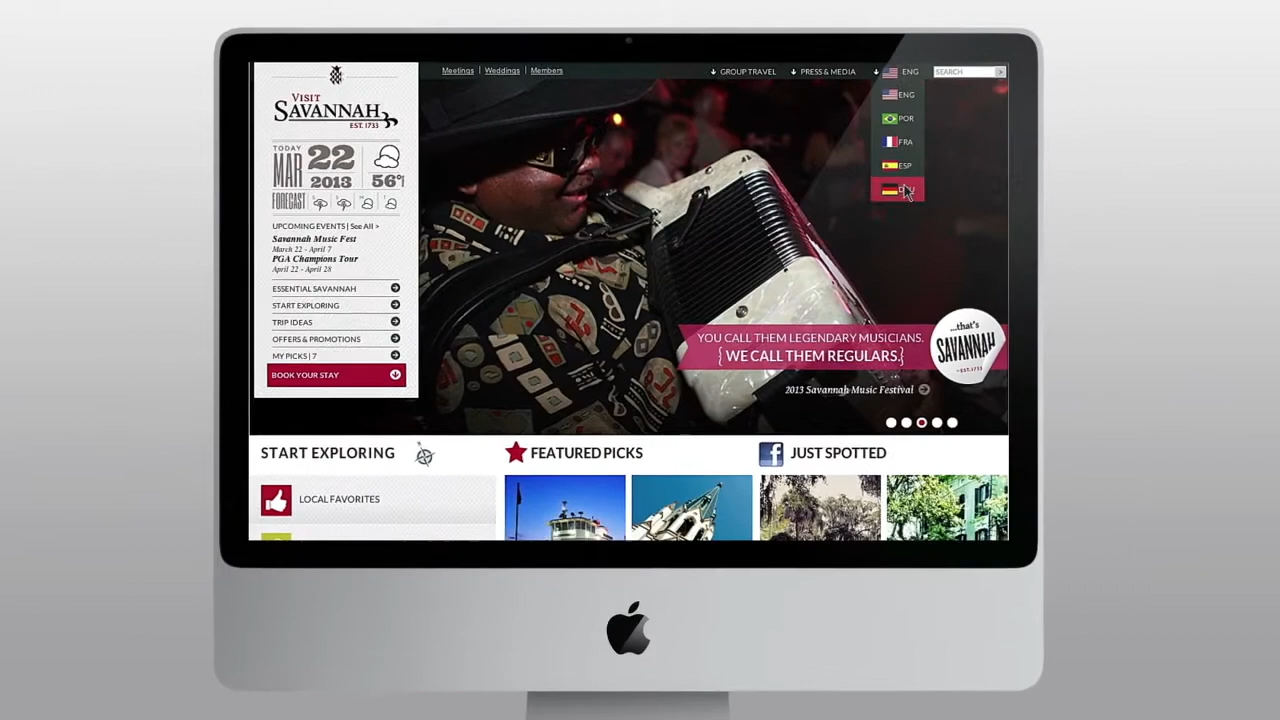 Meetings | Weddings | Members
GROUP TRAVEL
PRESS & MEDIA
ENG
SEARCH
ENG
POR
FRA
ESP
VISIT
SAVANNAH
EST. 1733
TODAY
MAR 22
2013
56°
FORECAST
UPCOMING EVENTS | See All >
Savannah Music Fest
March 22 - April 7
PGA Champions Tour
April 22 - April 28
ESSENTIAL SAVANNAH
START EXPLORING
TRIP IDEAS
OFFERS & PROMOTIONS
MY PICKS | 7
BOOK YOUR STAY
YOU CALL THEM LEGENDARY MUSICIANS.
{ WE CALL THEM REGULARS.}
2013 Savannah Music Festival
...that's
SAVANNAH
EST.1733
START EXPLORING
FEATURED PICKS
JUST SPOTTED
LOCAL FAVORITES